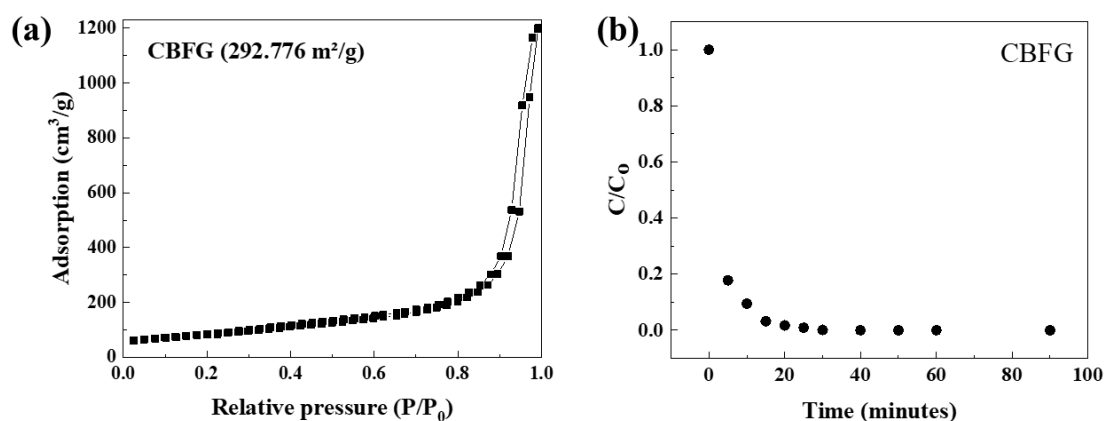 (a)
CBFG (292.776 m²/g)
Adsorption (cm³/g)
1200
1000
800
600
400
200
0
0.0 0.2 0.4 0.6 0.8 1.0
Relative pressure (P/P₀)
(b)
CBFG
C/C₀
1.0
0.8
0.6
0.4
0.2
0.0
0 20 40 60 80 100
Time (minutes)